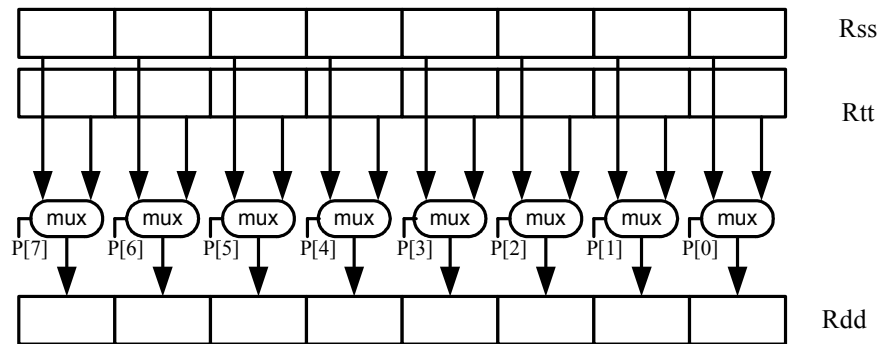 Rss
Rtt
mux mux mux mux mux mux mux mux
P[7] P[6] P[5] P[4] P[3] P[2] P[1] P[0]
Rdd